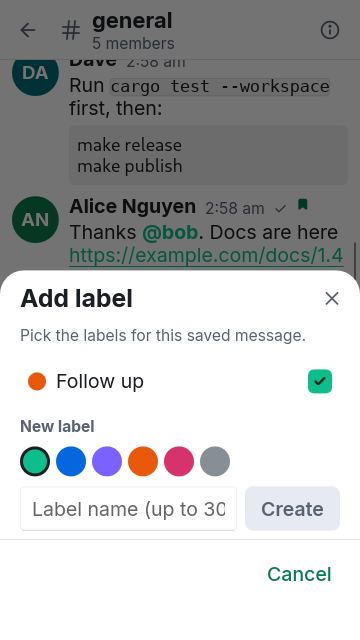 general
5 members
DA
Dave 2:58 am
Run cargo test --workspace
first, then:
make release
make publish
AN
Alice Nguyen 2:58 am
Thanks @bob. Docs are here
https://example.com/docs/1.4
Add label
Pick the labels for this saved message.
Follow up
New label
Label name (up to 30
Create
Cancel